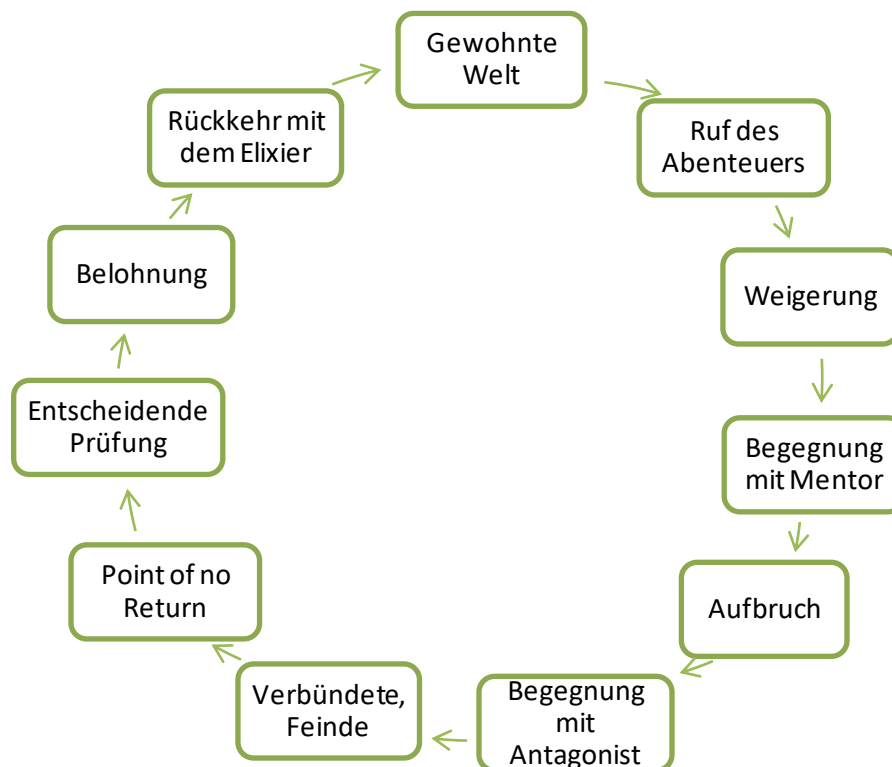 Gewohnte
Welt
Ruf des
Abenteuers
Weigerung
Begegnung
mit Mentor
Aufbruch
Begegnung
mit
Antagonist
Verbündete,
Feinde
Point of no
Return
Entscheidende
Prüfung
Belohnung
Rückkehr mit
dem Elixier